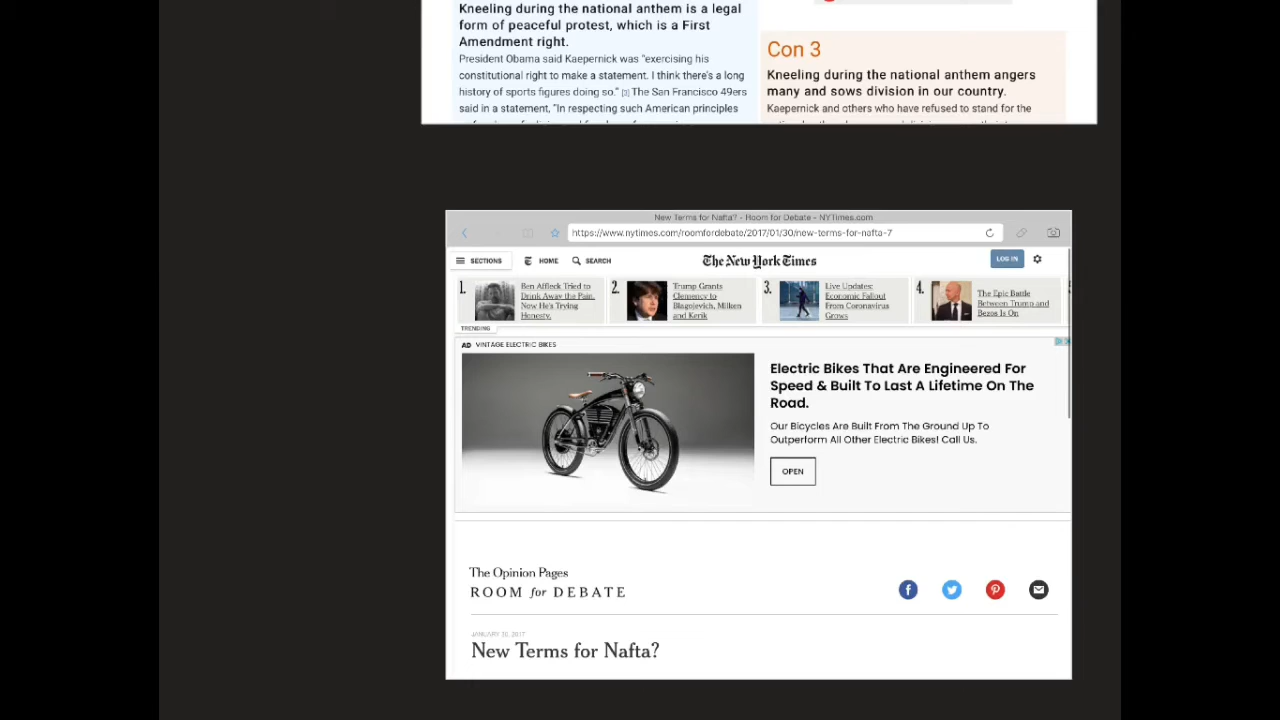 Kneeling during the national anthem is a legal
form of peaceful protest, which is a First
Amendment right.
President Obama said Kaepernick was "exercising his
constitutional right to make a statement. I think there's a long
history of sports figures doing so." [3] The San Francisco 49ers
said in a statement, "In respecting such American principles
Con 3
Kneeling during the national anthem angers
many and sows division in our country.
Kaepernick and others who have refused to stand for the
New Terms for Nafta? - Room for Debate - NYTimes.com
https://www.nytimes.com/roomfordebate/2017/01/30/new-terms-for-nafta-7
SECTIONS HOME SEARCH The New York Times LOG IN
1. Ben Affleck Tried to
Drink Away the Pain.
Now He's Trying
Honesty.
2. Trump Grants
Clemency to
Blagojevich, Milken
and Kerik
3. Live Updates:
Economic Fallout
From Coronavirus
Grows
4. The Epic Battle
Between Trump and
Bezos Is On
TRENDING
AD VINTAGE ELECTRIC BIKES
Electric Bikes That Are Engineered For
Speed & Built To Last A Lifetime On The
Road.
Our Bicycles Are Built From The Ground Up To
Outperform All Other Electric Bikes! Call Us.
OPEN
The Opinion Pages
ROOM for DEBATE
JANUARY 30, 2017
New Terms for Nafta?